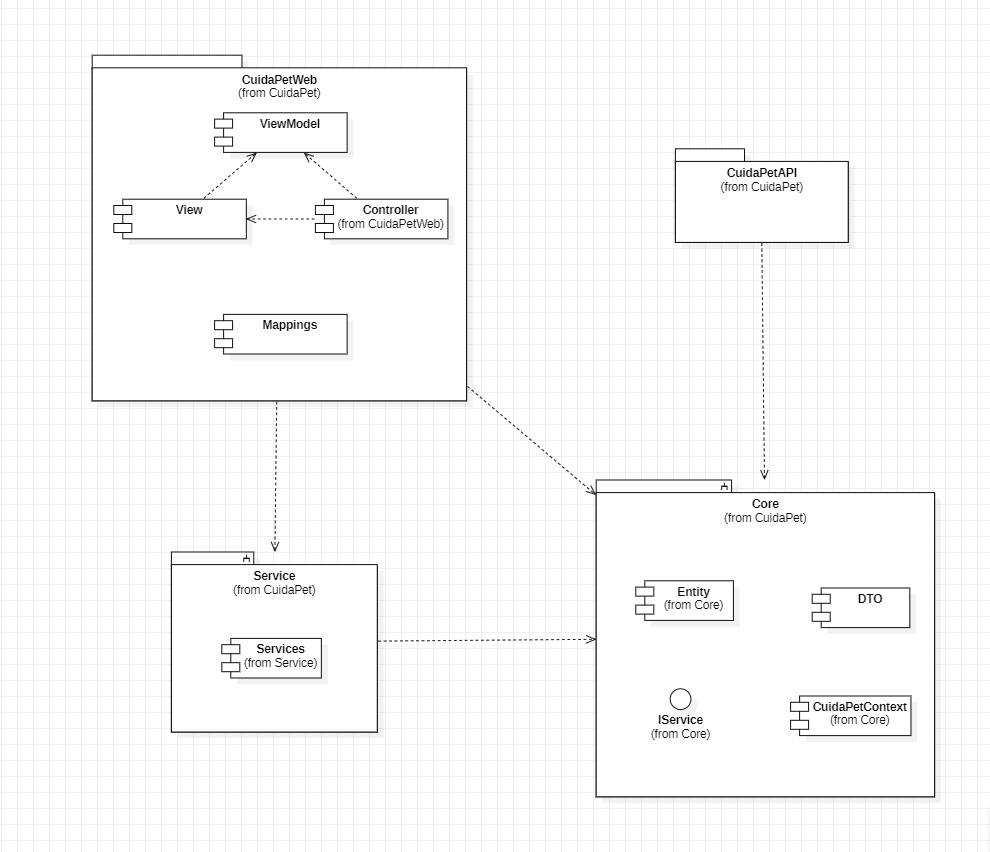 CuidaPetWeb
(from CuidaPet)
ViewModel
View
Controller
(from CuidaPetWeb)
Mappings
CuidaPetAPI
(from CuidaPet)
Service
(from CuidaPet)
Services
(from Service)
Core
(from CuidaPet)
Entity
(from Core)
DTO
IService
(from Core)
CuidaPetContext
(from Core)